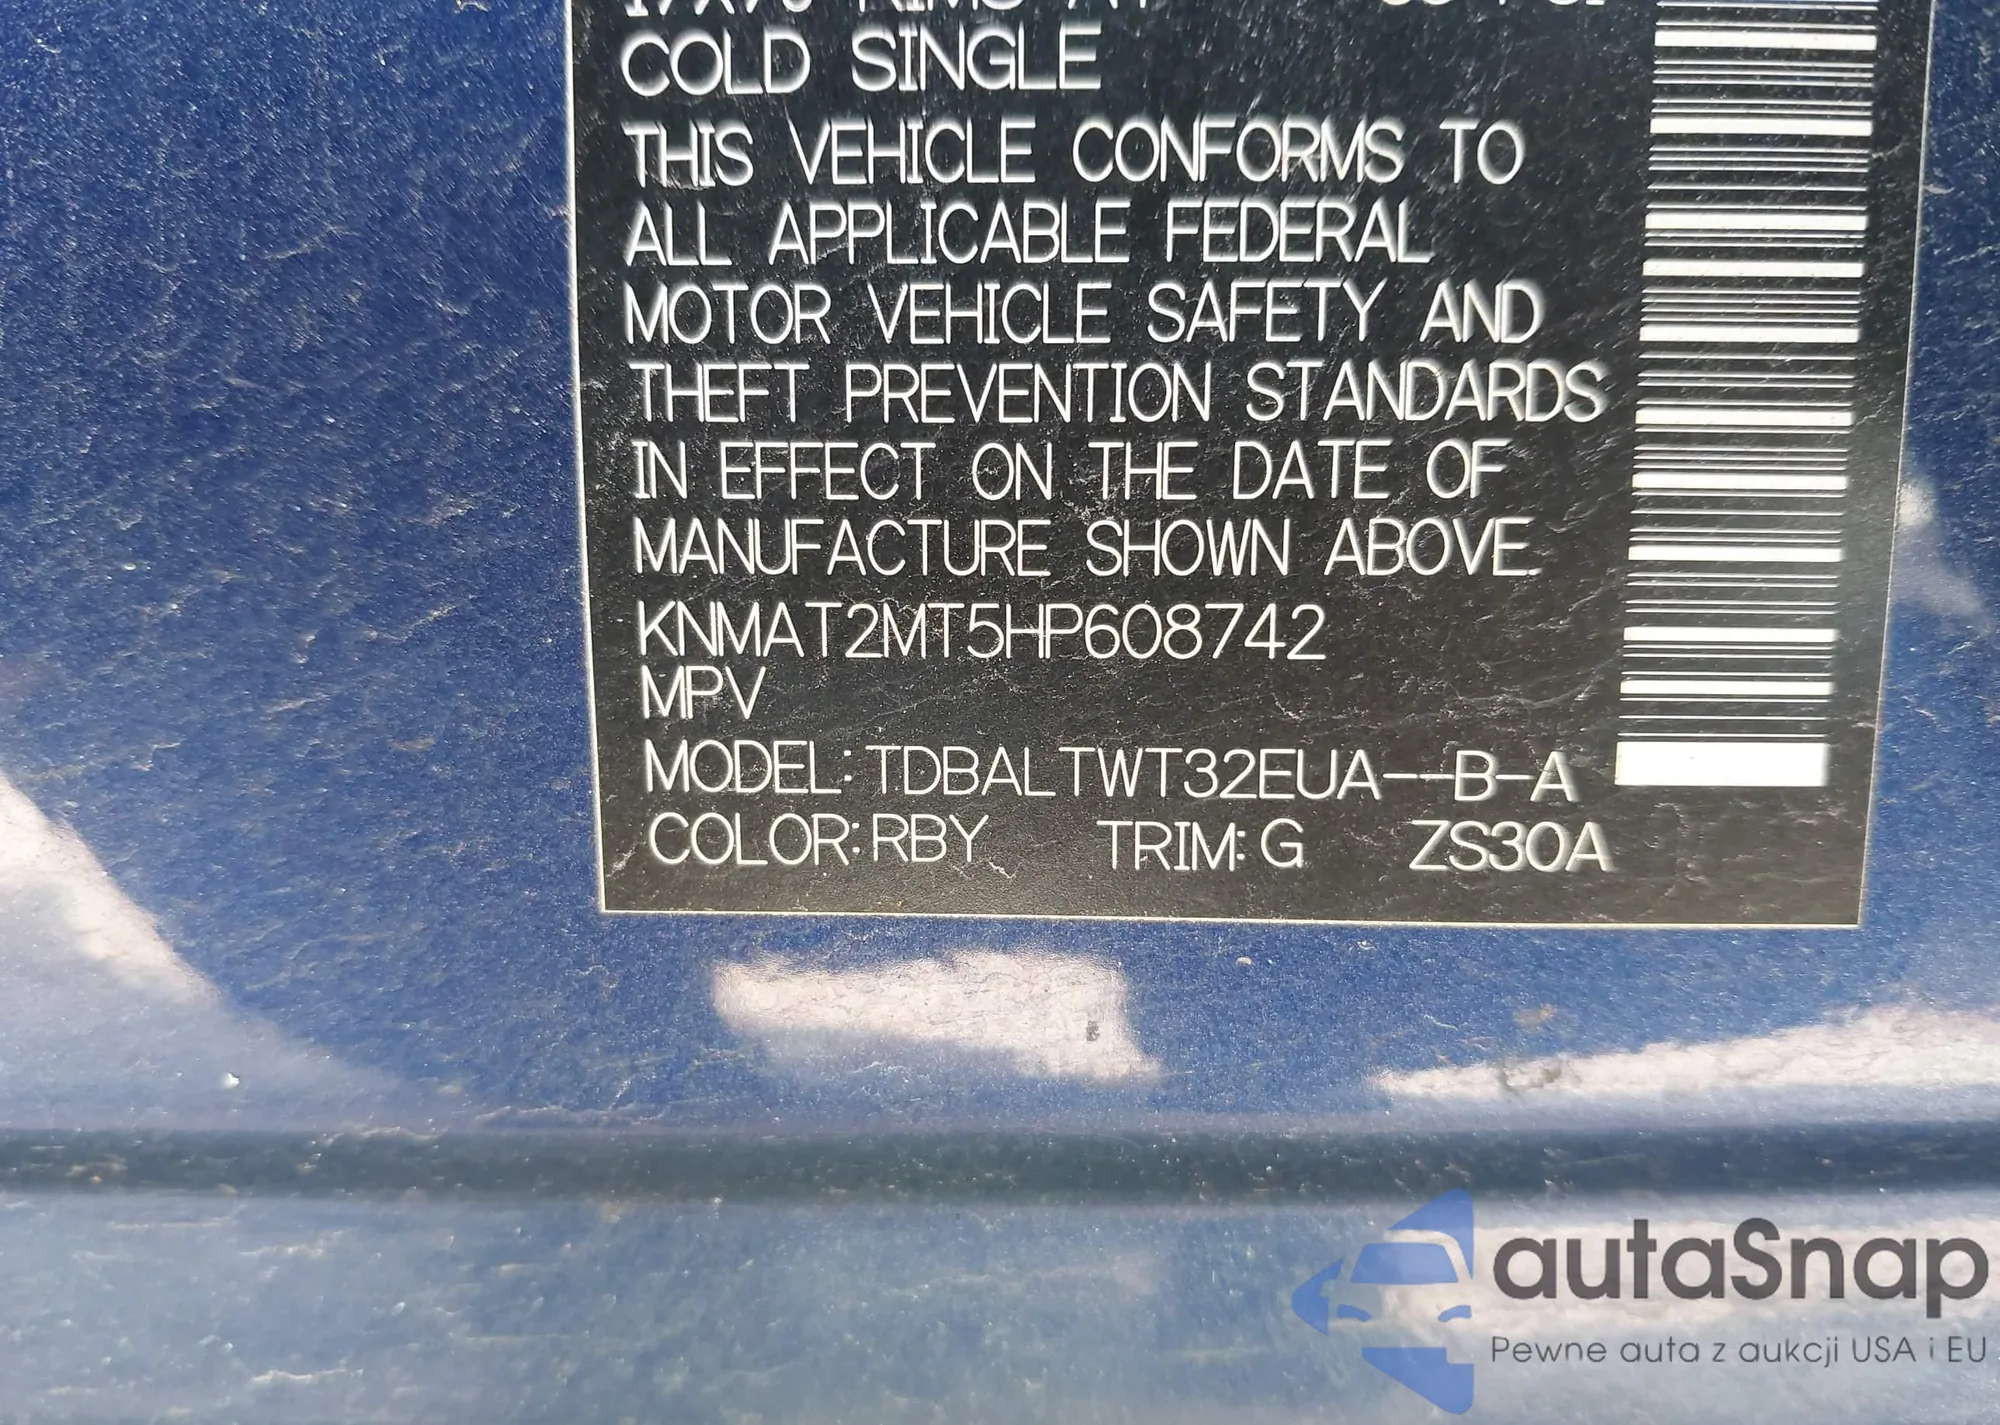 COLD SINGLE
THIS VEHICLE CONFORMS TO
ALL APPLICABLE FEDERAL
MOTOR VEHICLE SAFETY AND
THEFT PREVENTION STANDARDS
IN EFFECT ON THE DATE OF
MANUFACTURE SHOWN ABOVE.
KNMAT2MT5HP608742
MPV
MODEL: TDBALTWT32EUA--B-A
COLOR: RBY TRIM: G ZS30A
autaSnap
Pewne auta z aukcji USA i EU